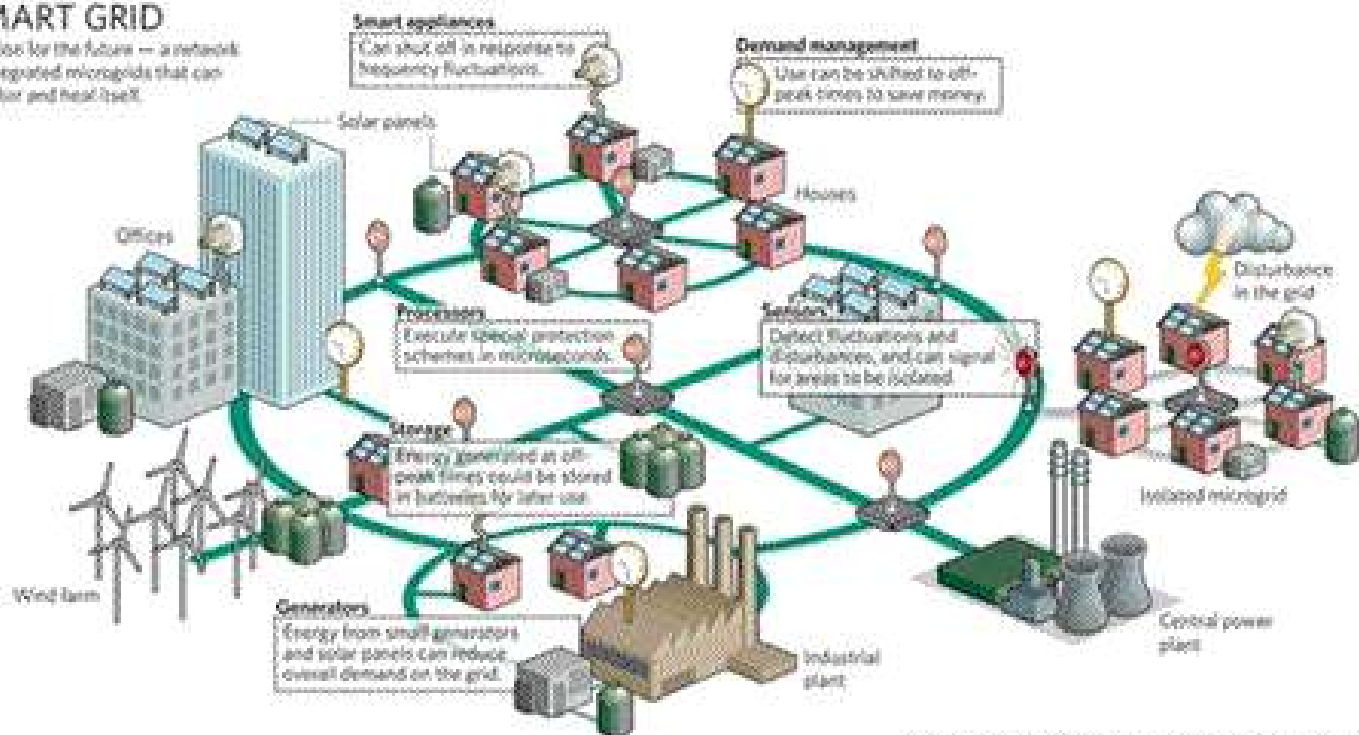 MART GRID
ion for the future — a network
egrated microgrids that can
tor and heal itself.
Smart appliances
Can shut off in response to
frequency fluctuations.
Demand management
Use can be shifted to off-
peak times to save money.
Solar panels
Houses
Offices
Disturbance
in the grid
Processors
Execute special protection
schemes in microseconds.
Sensors
Detect fluctuations and
disturbances, and can signal
for areas to be isolated.
Storage
Energy generated at off-
peak times could be stored
in batteries for later use.
Isolated microgrid
Wind farm
Generators
Energy from small generators
and solar panels can reduce
overall demand on the grid.
Central power
plant
Industrial
plant